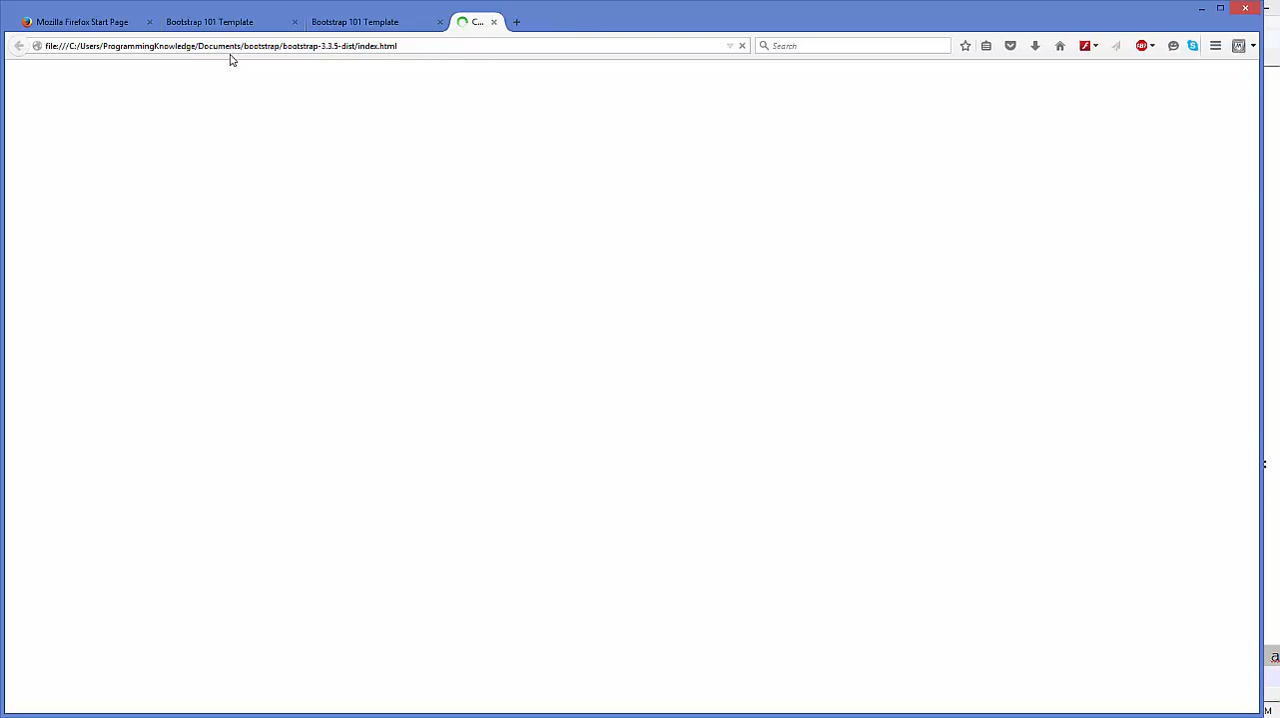 Mozilla Firefox Start Page
Bootstrap 101 Template
Bootstrap 101 Template
C...
file:///C:/Users/ProgrammingKnowledge/Documents/bootstrap/bootstrap-3.3.5-dist/index.html
Search
ABP
a
M